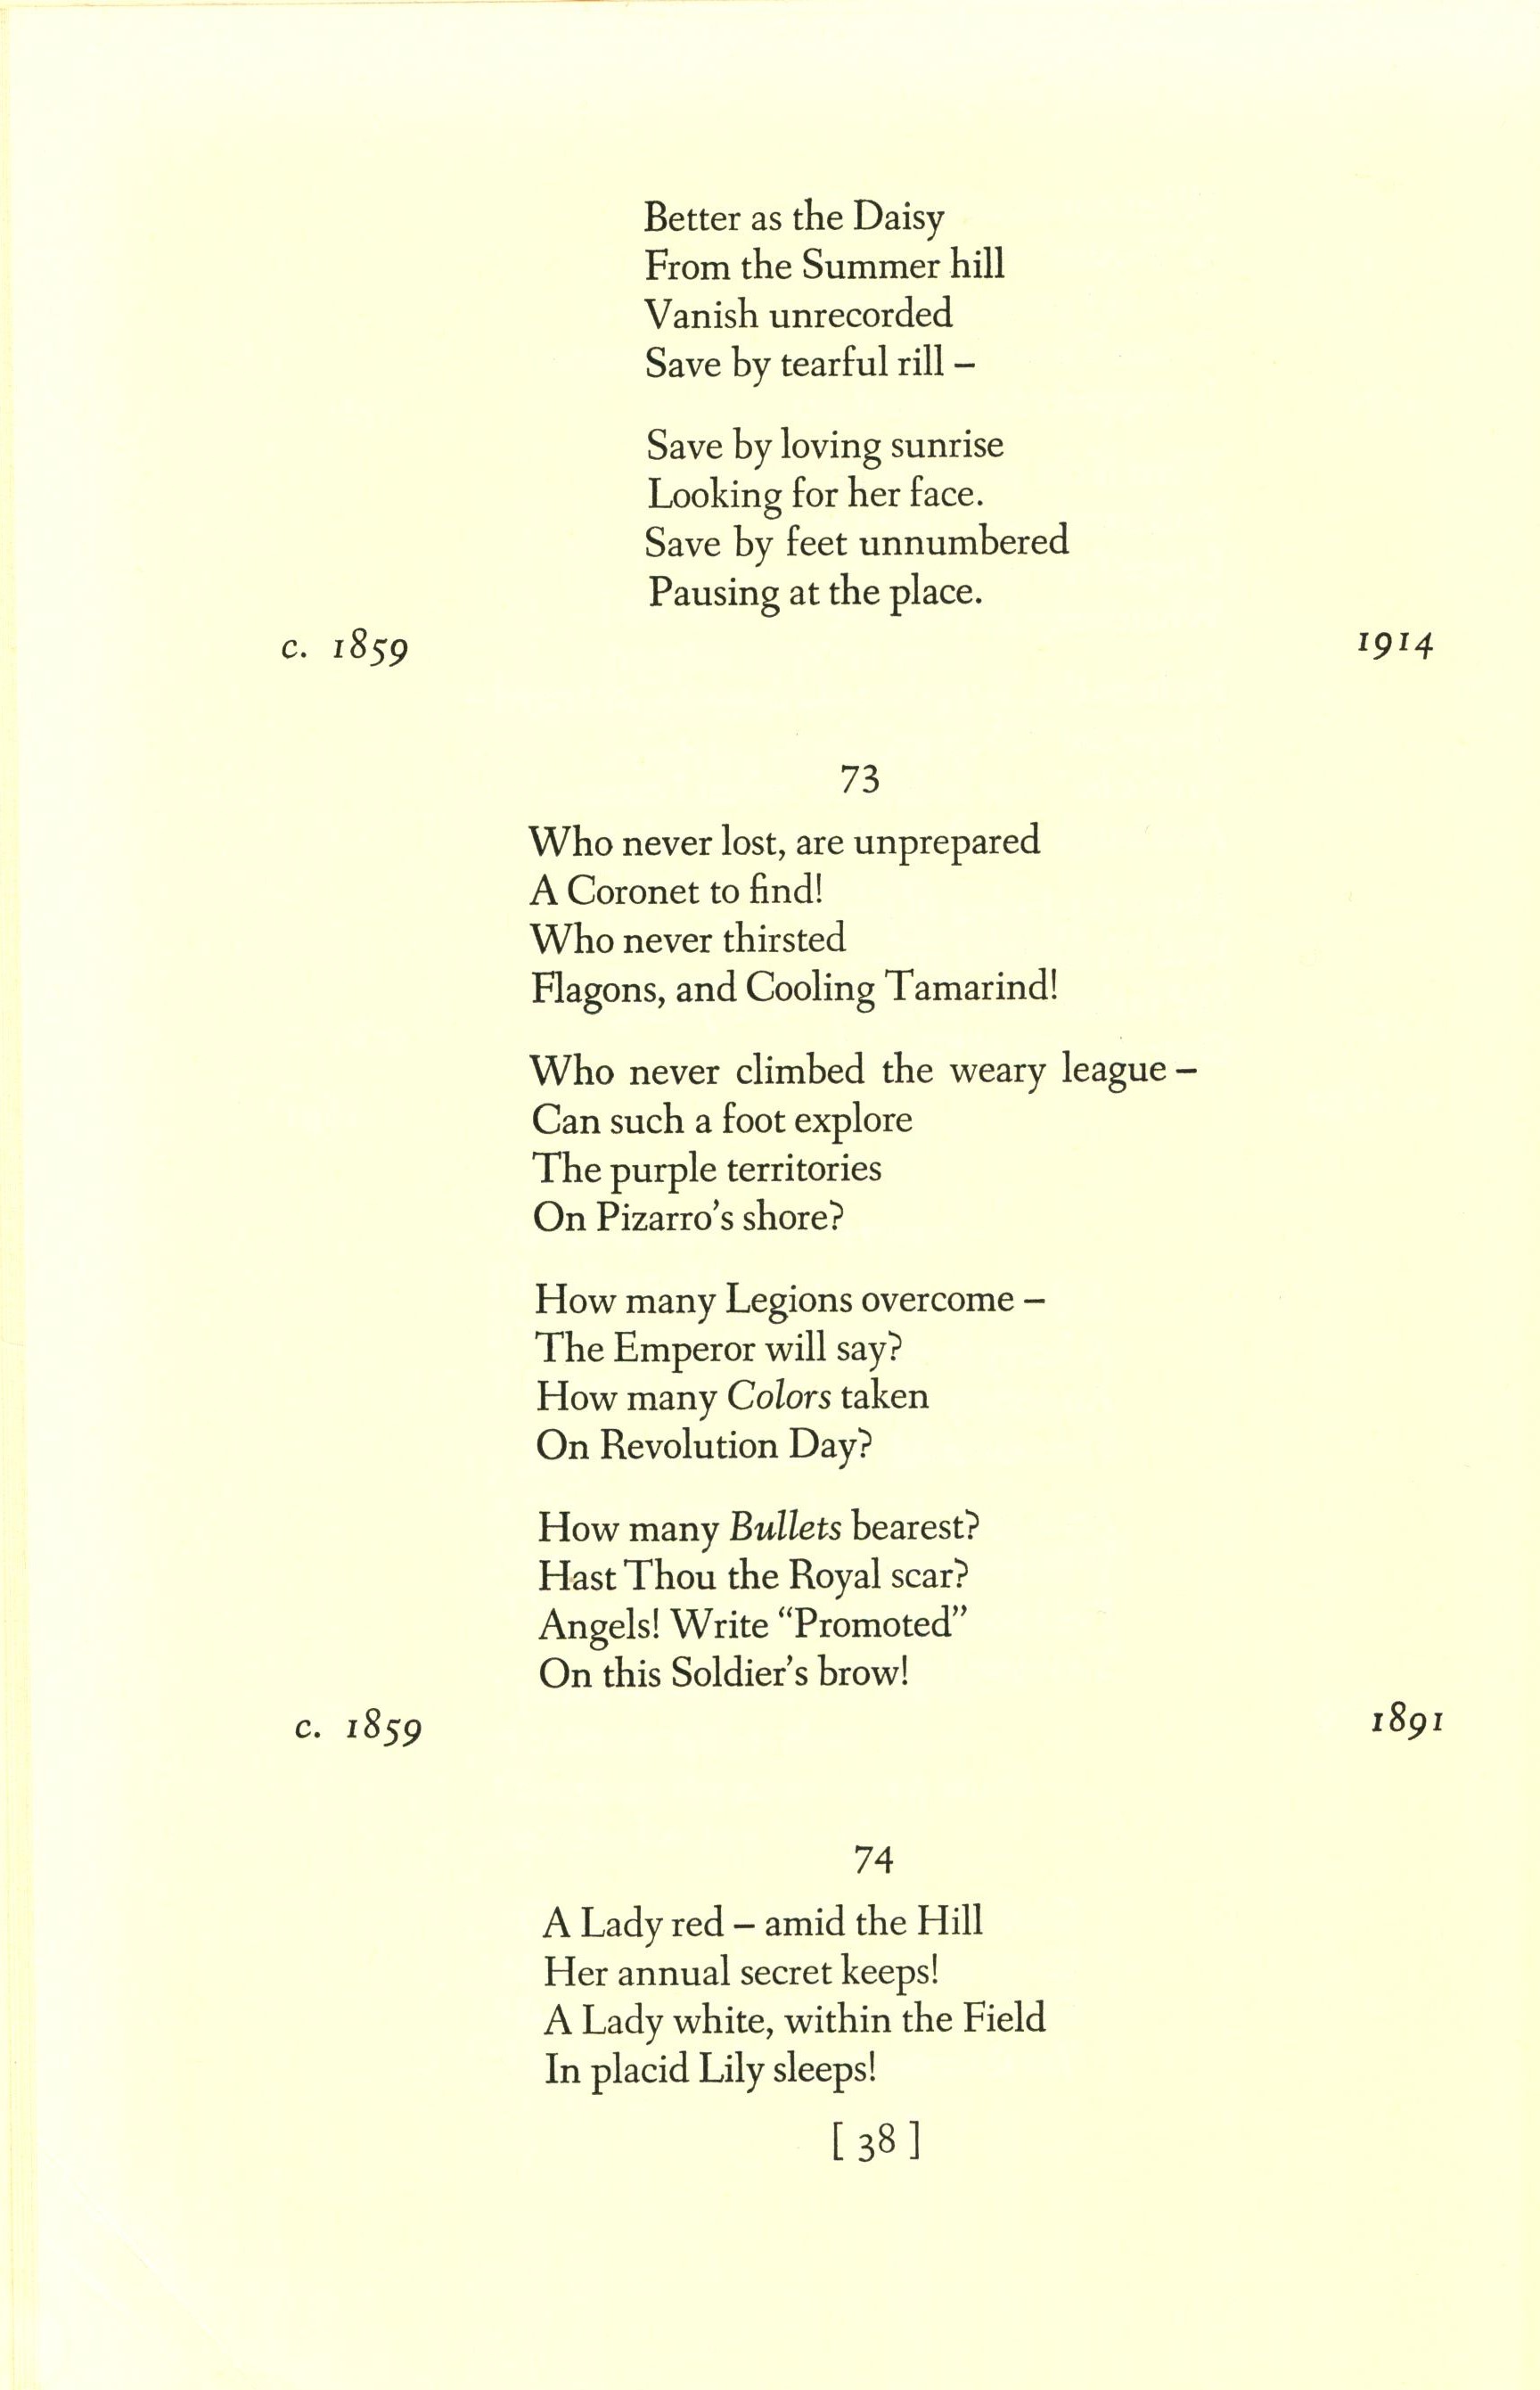 Better as the Daisy
From the Summer hill
Vanish unrecorded
Save by tearful rill –
Save by loving sunrise
Looking for her face.
Save by feet unnumbered
Pausing at the place.
c. 1859 1914
73
Who never lost, are unprepared
A Coronet to find!
Who never thirsted
Flagons, and Cooling Tamarind!
Who never climbed the weary league –
Can such a foot explore
The purple territories
On Pizarro's shore?
How many Legions overcome –
The Emperor will say?
How many Colors taken
On Revolution Day?
How many Bullets bearest?
Hast Thou the Royal scar?
Angels! Write “Promoted”
On this Soldier's brow!
c. 1859 1891
74
A Lady red – amid the Hill
Her annual secret keeps!
A Lady white, within the Field
In placid Lily sleeps!
[ 38 ]